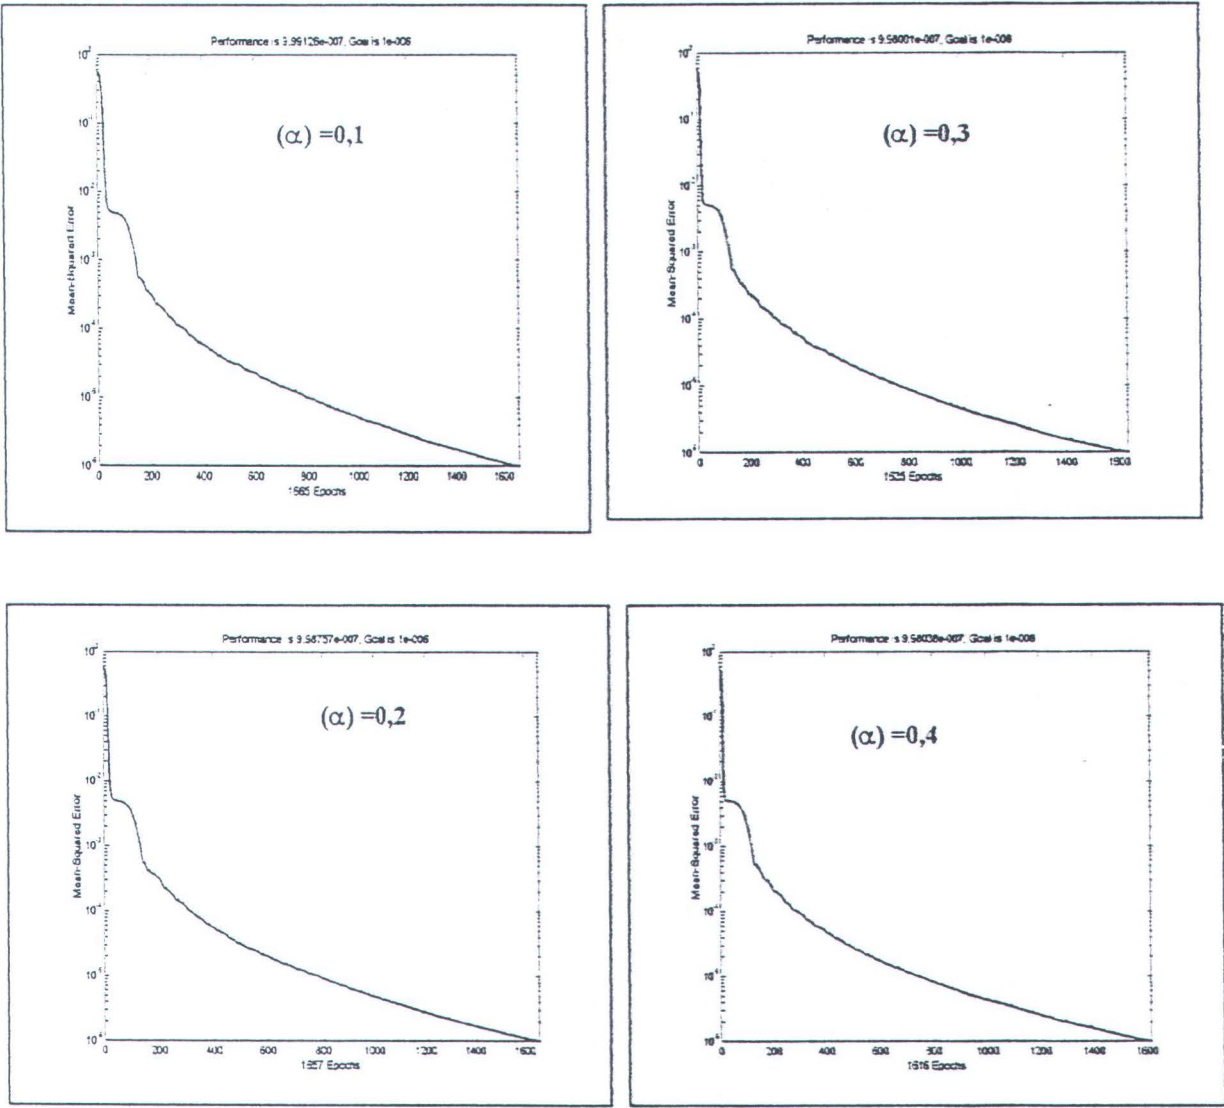 Performance is 9.99126e-007, Goal is 1e-006
(α) =0,1
Mean-Squared Error
0 200 400 600 800 1000 1200 1400 1600
1665 Epochs
Performance is 9.98001e-007, Goal is 1e-006
(α) =0,3
Mean-Squared Error
0 200 400 600 800 1000 1200 1400 1600
Epochs
Performance is 9.98757e-007, Goal is 1e-006
(α) =0,2
Mean-Squared Error
0 200 400 600 800 1000 1200 1400 1600
1657 Epochs
Performance is 9.98038e-007, Goal is 1e-006
(α) =0,4
Mean-Squared Error
0 200 400 600 800 1000 1200 1400 1600
1616 Epochs